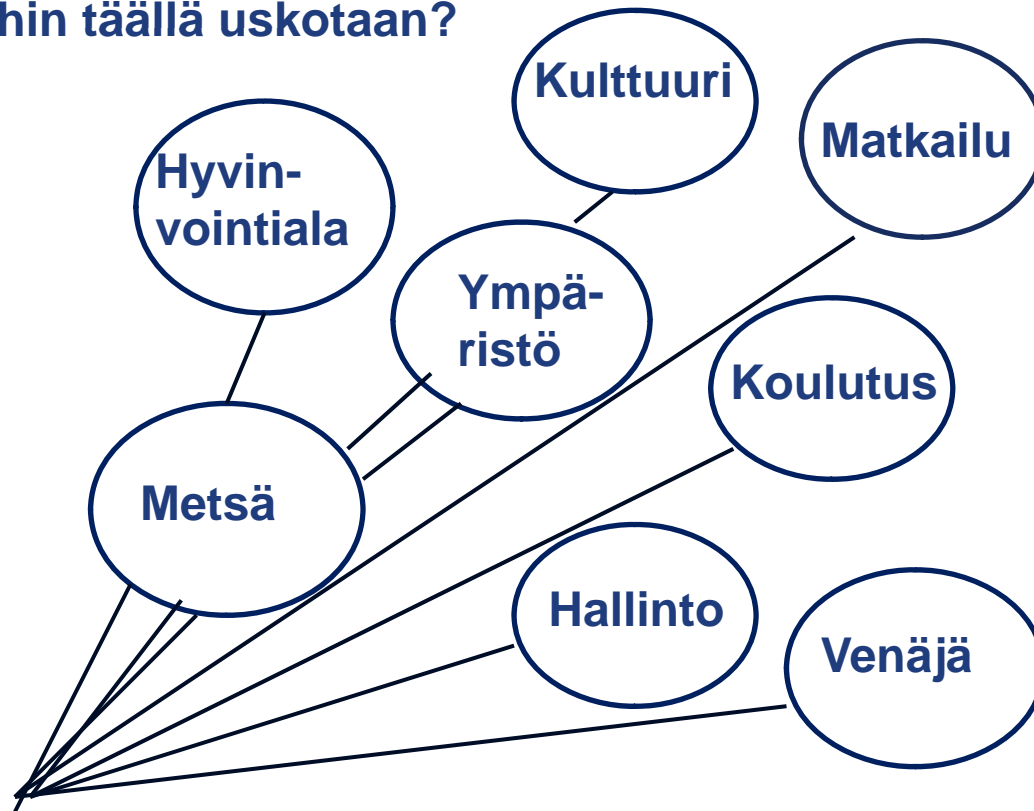 hin täällä uskotaan?
Kulttuuri
Matkailu
Hyvin-
vointiala
Ympä-
ristö
Koulutus
Metsä
Hallinto
Venäjä